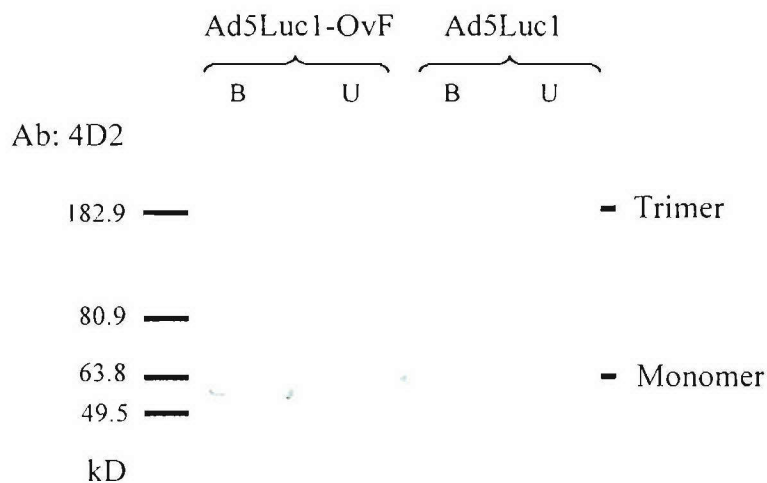 Ad5Luc1-OvF Ad5Luc1
B U B U
Ab: 4D2
182.9 Trimer
80.9
63.8 Monomer
49.5
kD